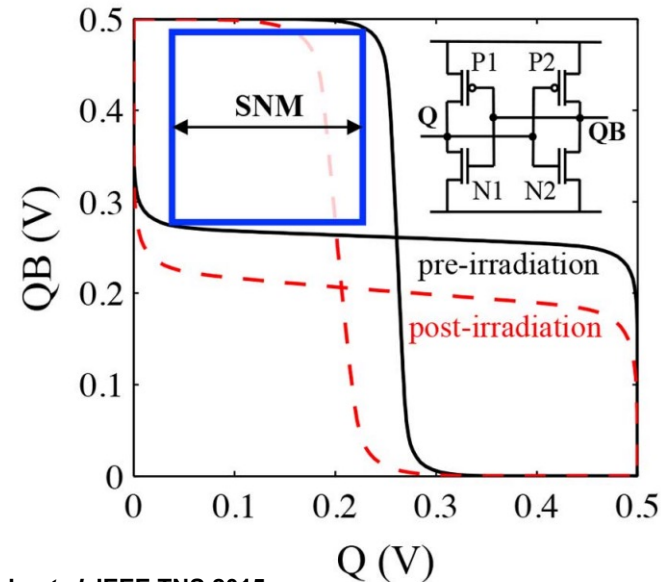 0.5
0.4
0.3
0.2
0.1
0
QB (V)
SNM
P1
P2
Q
QB
N1
N2
pre-irradiation
post-irradiation
0
0.1
0.2
0.3
0.4
0.5
Q (V)
IEEE TNS 2015